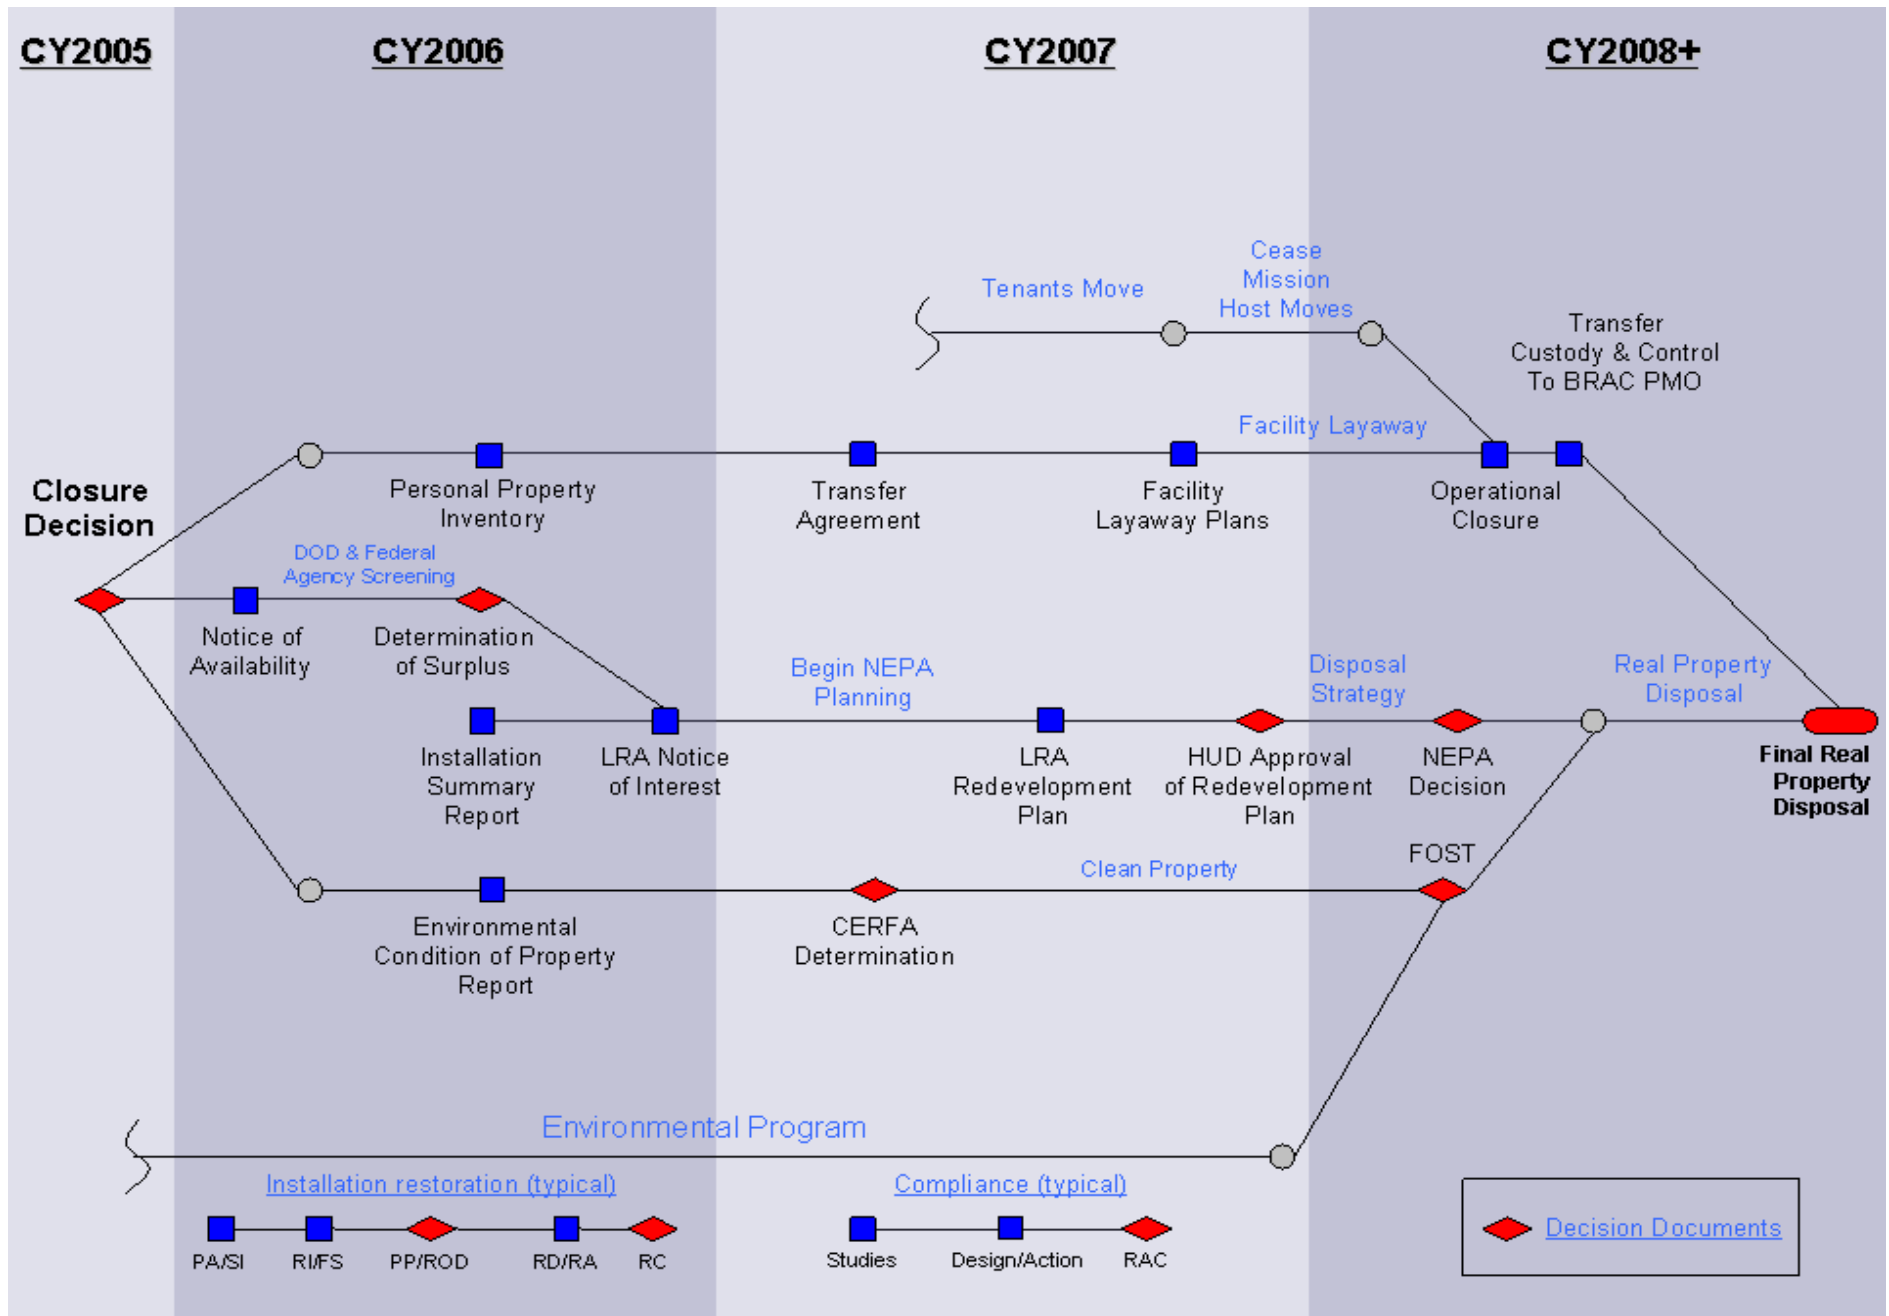 CY2005
CY2006
CY2007
CY2008+
Cease
Mission
Host Moves
Tenants Move
Transfer
Custody & Control
To BRAC PMO
Facility Layaway
Closure
Decision
Personal Property
Inventory
Transfer
Agreement
Facility
Layaway Plans
Operational
Closure
DOD & Federal
Agency Screening
Notice of
Availability
Determination
of Surplus
Begin NEPA
Planning
Disposal
Strategy
Real Property
Disposal
Installation
Summary
Report
LRA Notice
of Interest
LRA
Redevelopment
Plan
HUD Approval
of Redevelopment
Plan
NEPA
Decision
Final Real
Property
Disposal
Clean Property
FOST
Environmental
Condition of Property
Report
CERFA
Determination
Environmental Program
Installation restoration (typical)
Compliance (typical)
PA/SI
RI/FS
PP/ROD
RD/RA
RC
Studies
Design/Action
RAC
Decision Documents